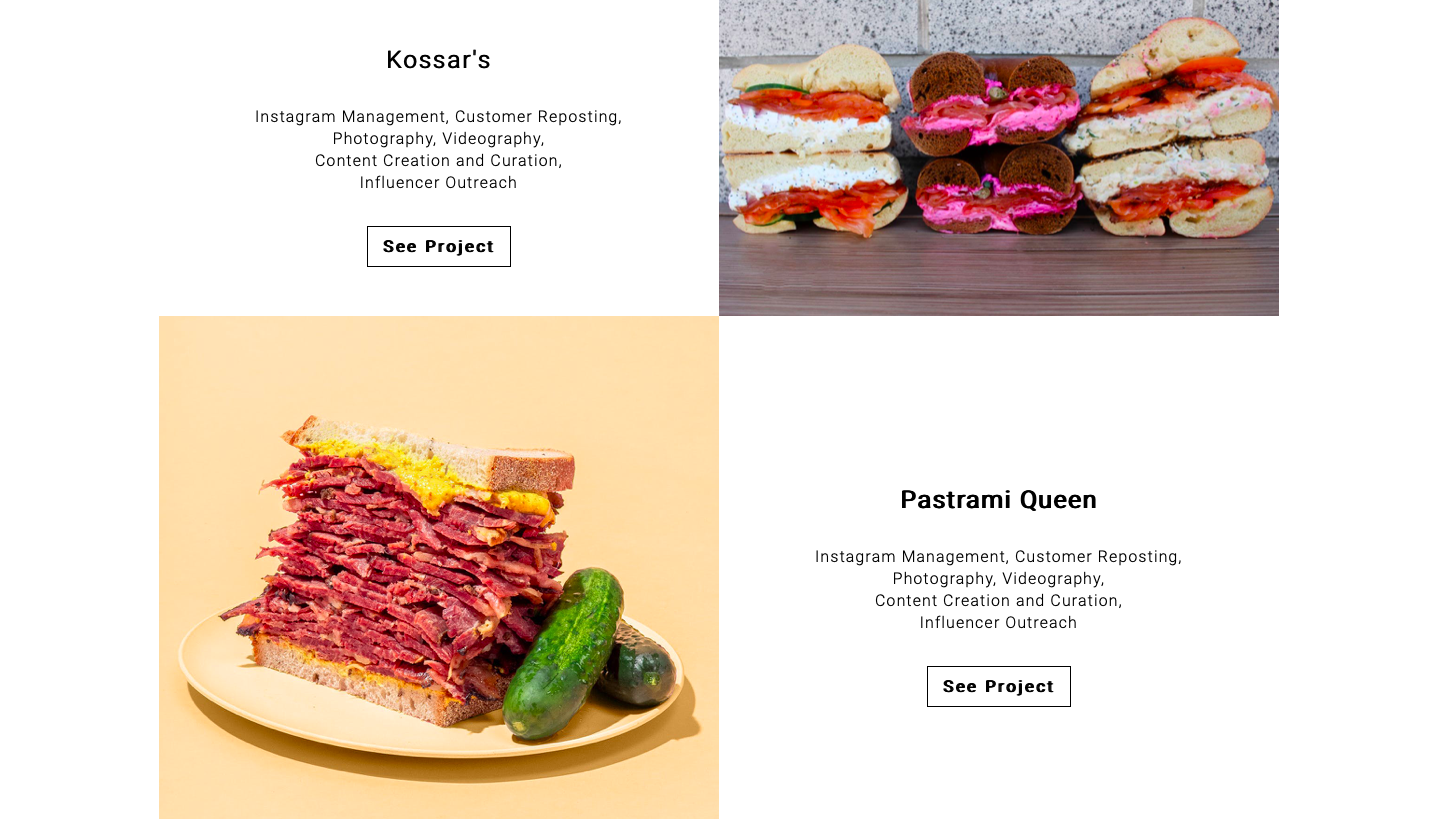 Kossar's
Instagram Management, Customer Reposting,
Photography, Videography,
Content Creation and Curation,
Influencer Outreach
See Project
Pastrami Queen
Instagram Management, Customer Reposting,
Photography, Videography,
Content Creation and Curation,
Influencer Outreach
See Project